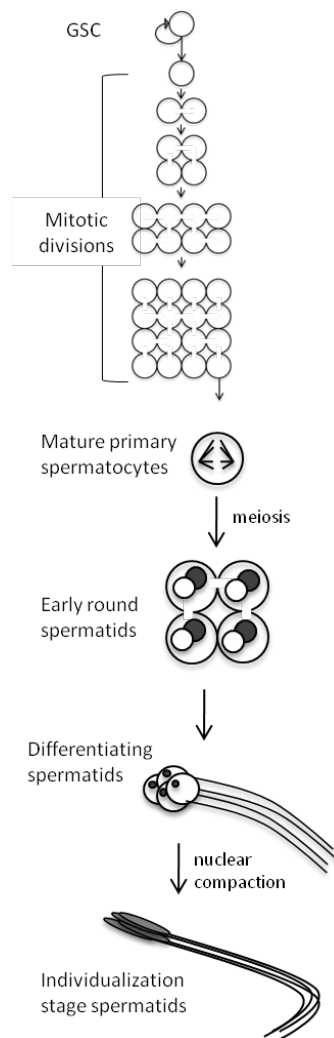 GSC
Mitotic
divisions
Mature primary
spermatocytes
meiosis
Early round
spermatids
Differentiating
spermatids
nuclear
compaction
Individualization
stage spermatids